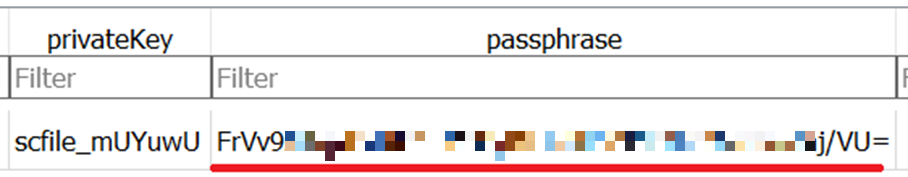 privateKey passphrase
Filter Filter
scfile_mUYuwU FrVv9 j/VU=